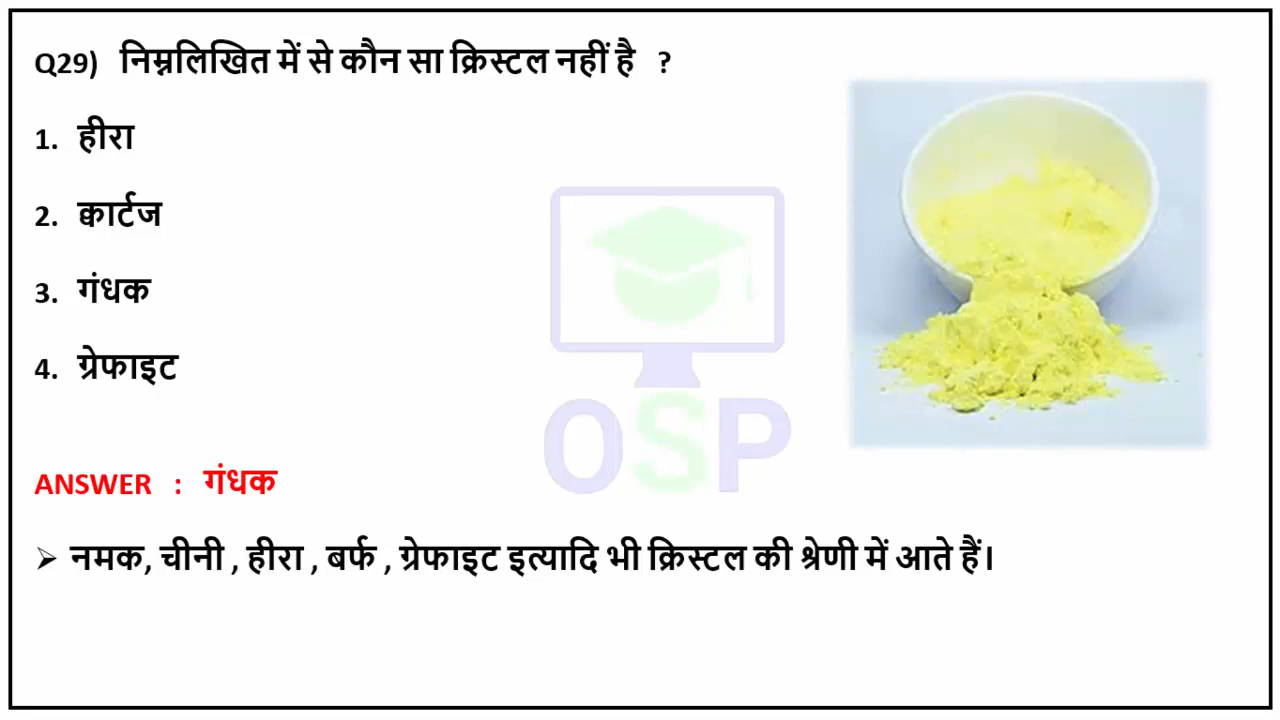 Q29) निम्नलिखित में से कौन सा क्रिस्टल नहीं है ?
1. हीरा
2. क्वार्टज
3. गंधक
4. ग्रेफाइट
OSP
ANSWER : गंधक
➢ नमक, चीनी , हीरा , बर्फ , ग्रेफाइट इत्यादि भी क्रिस्टल की श्रेणी में आते हैं।